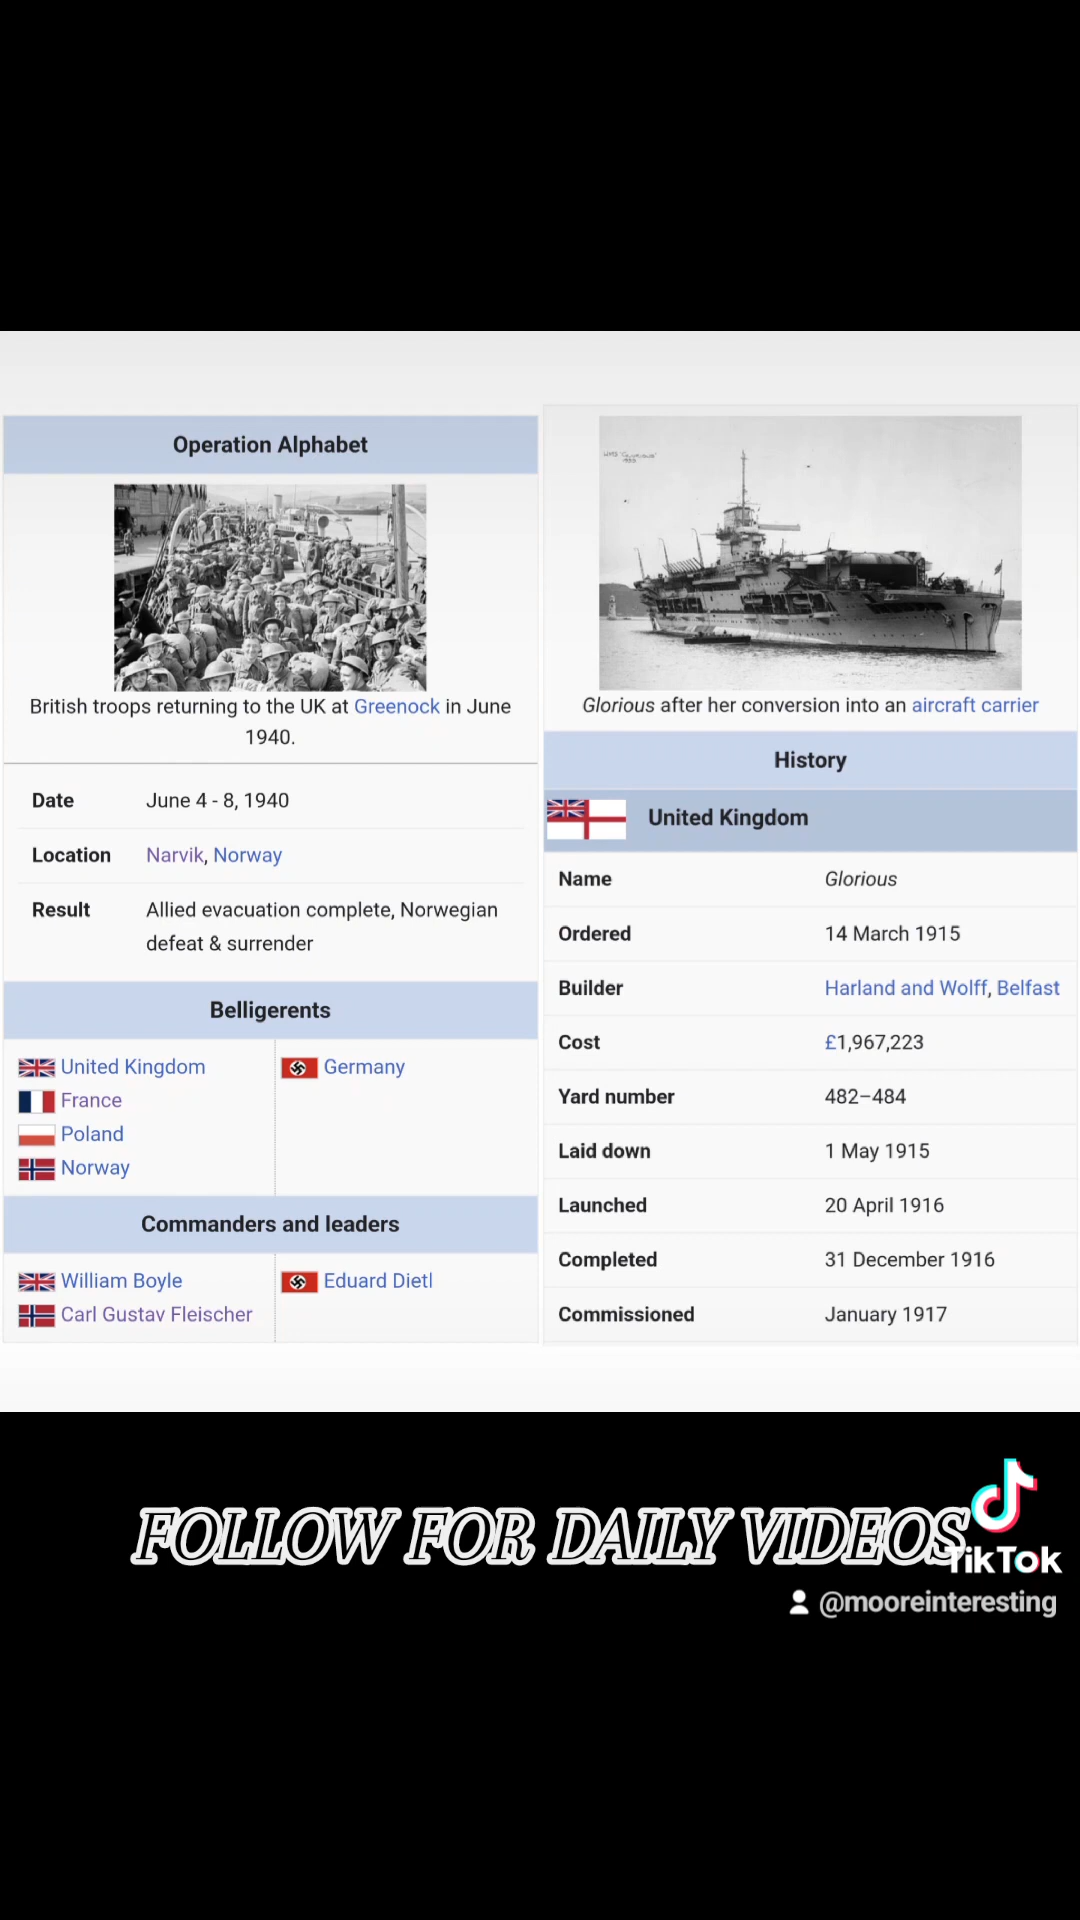 Operation Alphabet
British troops returning to the UK at Greenock in June
1940.
Date June 4 - 8, 1940
Location Narvik, Norway
Result Allied evacuation complete, Norwegian
defeat & surrender
Belligerents
United Kingdom Germany
France
Poland
Norway
Commanders and leaders
William Boyle Eduard Dietl
Carl Gustav Fleischer
HMS "GLORIOUS"
Glorious after her conversion into an aircraft carrier
History
United Kingdom
Name Glorious
Ordered 14 March 1915
Builder Harland and Wolff, Belfast
Cost £1,967,223
Yard number 482–484
Laid down 1 May 1915
Launched 20 April 1916
Completed 31 December 1916
Commissioned January 1917
FOLLOW FOR DAILY VIDEOS
TikTok
@mooreinteresting